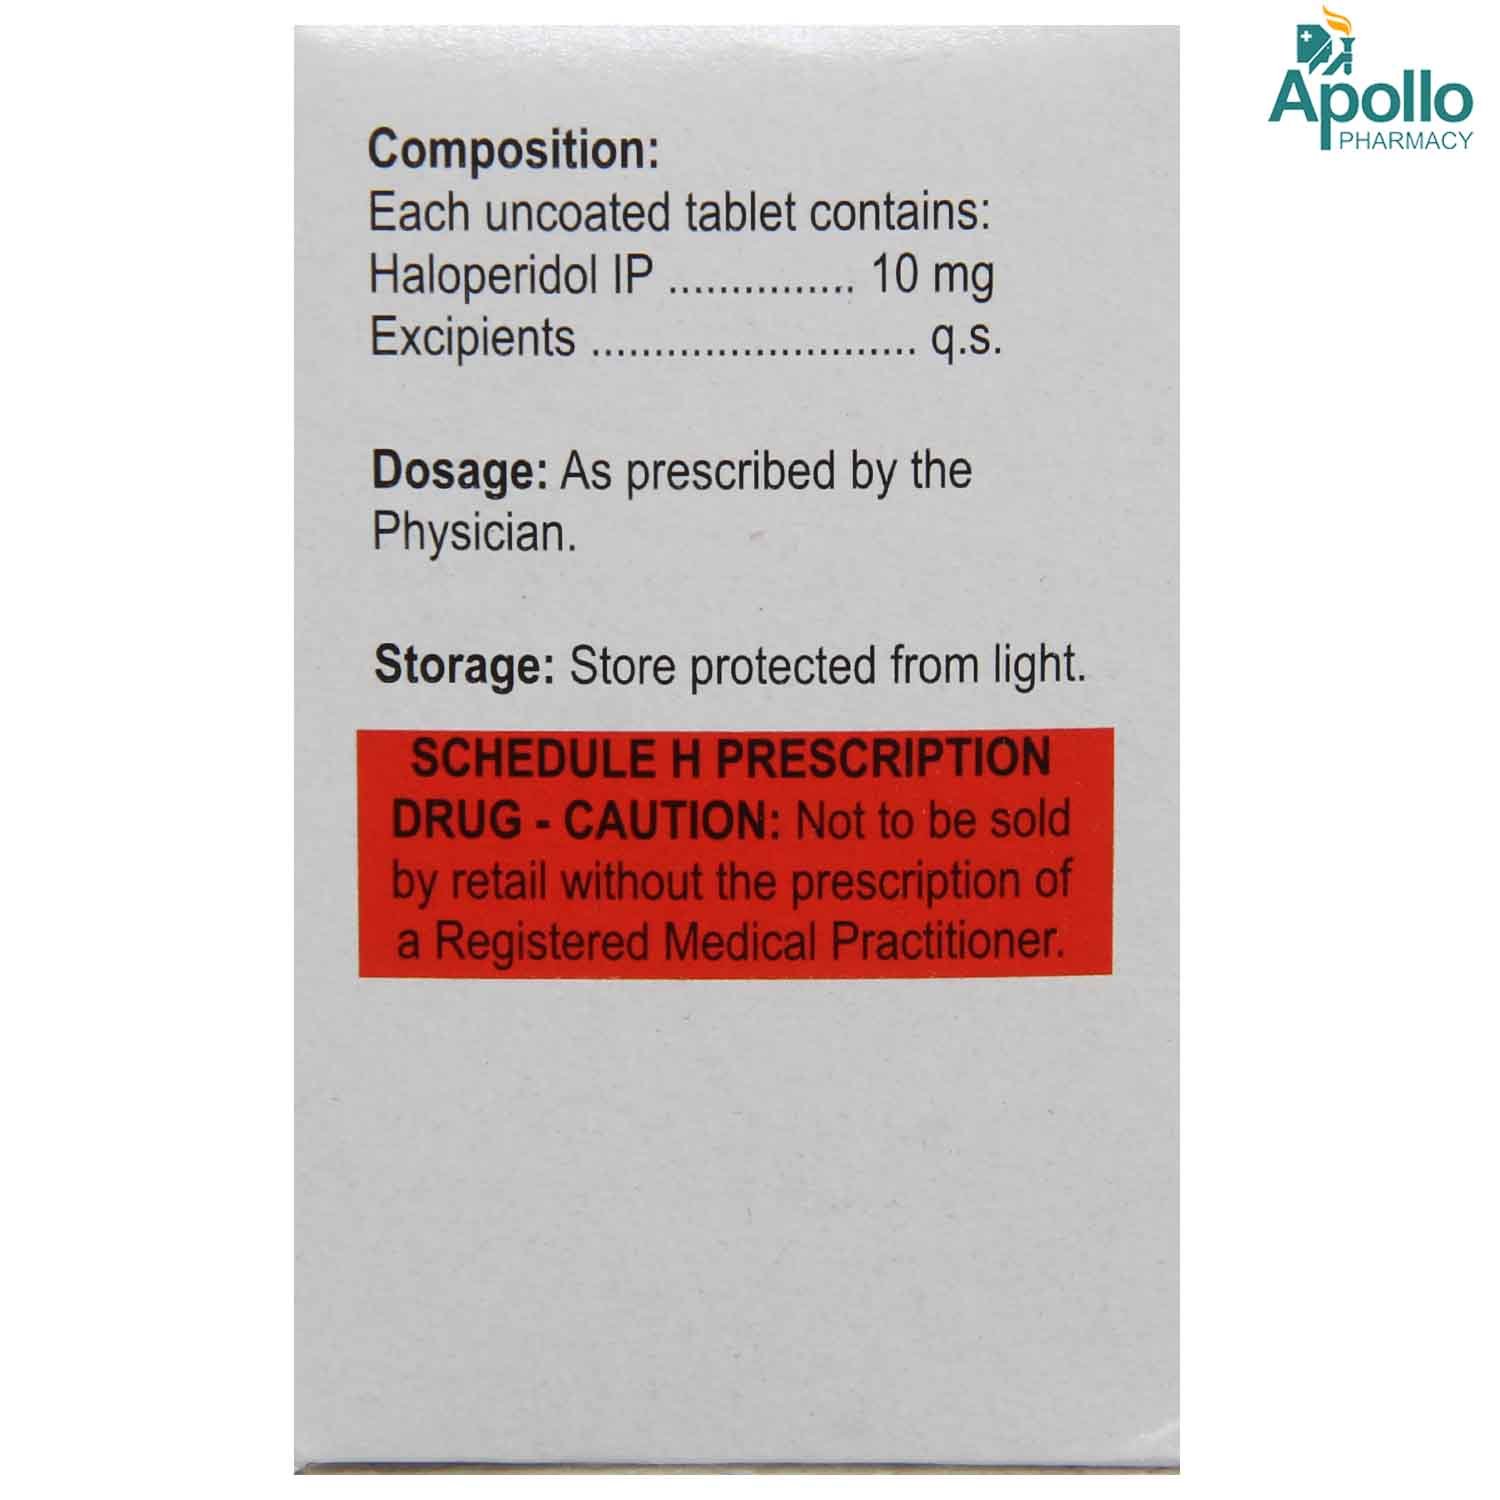 Apollo
PHARMACY
Composition:
Each uncoated tablet contains:
Haloperidol IP ............... 10 mg
Excipients .......................... q.s.
Dosage: As prescribed by the
Physician.
Storage: Store protected from light.
SCHEDULE H PRESCRIPTION
DRUG - CAUTION: Not to be sold
by retail without the prescription of
a Registered Medical Practitioner.